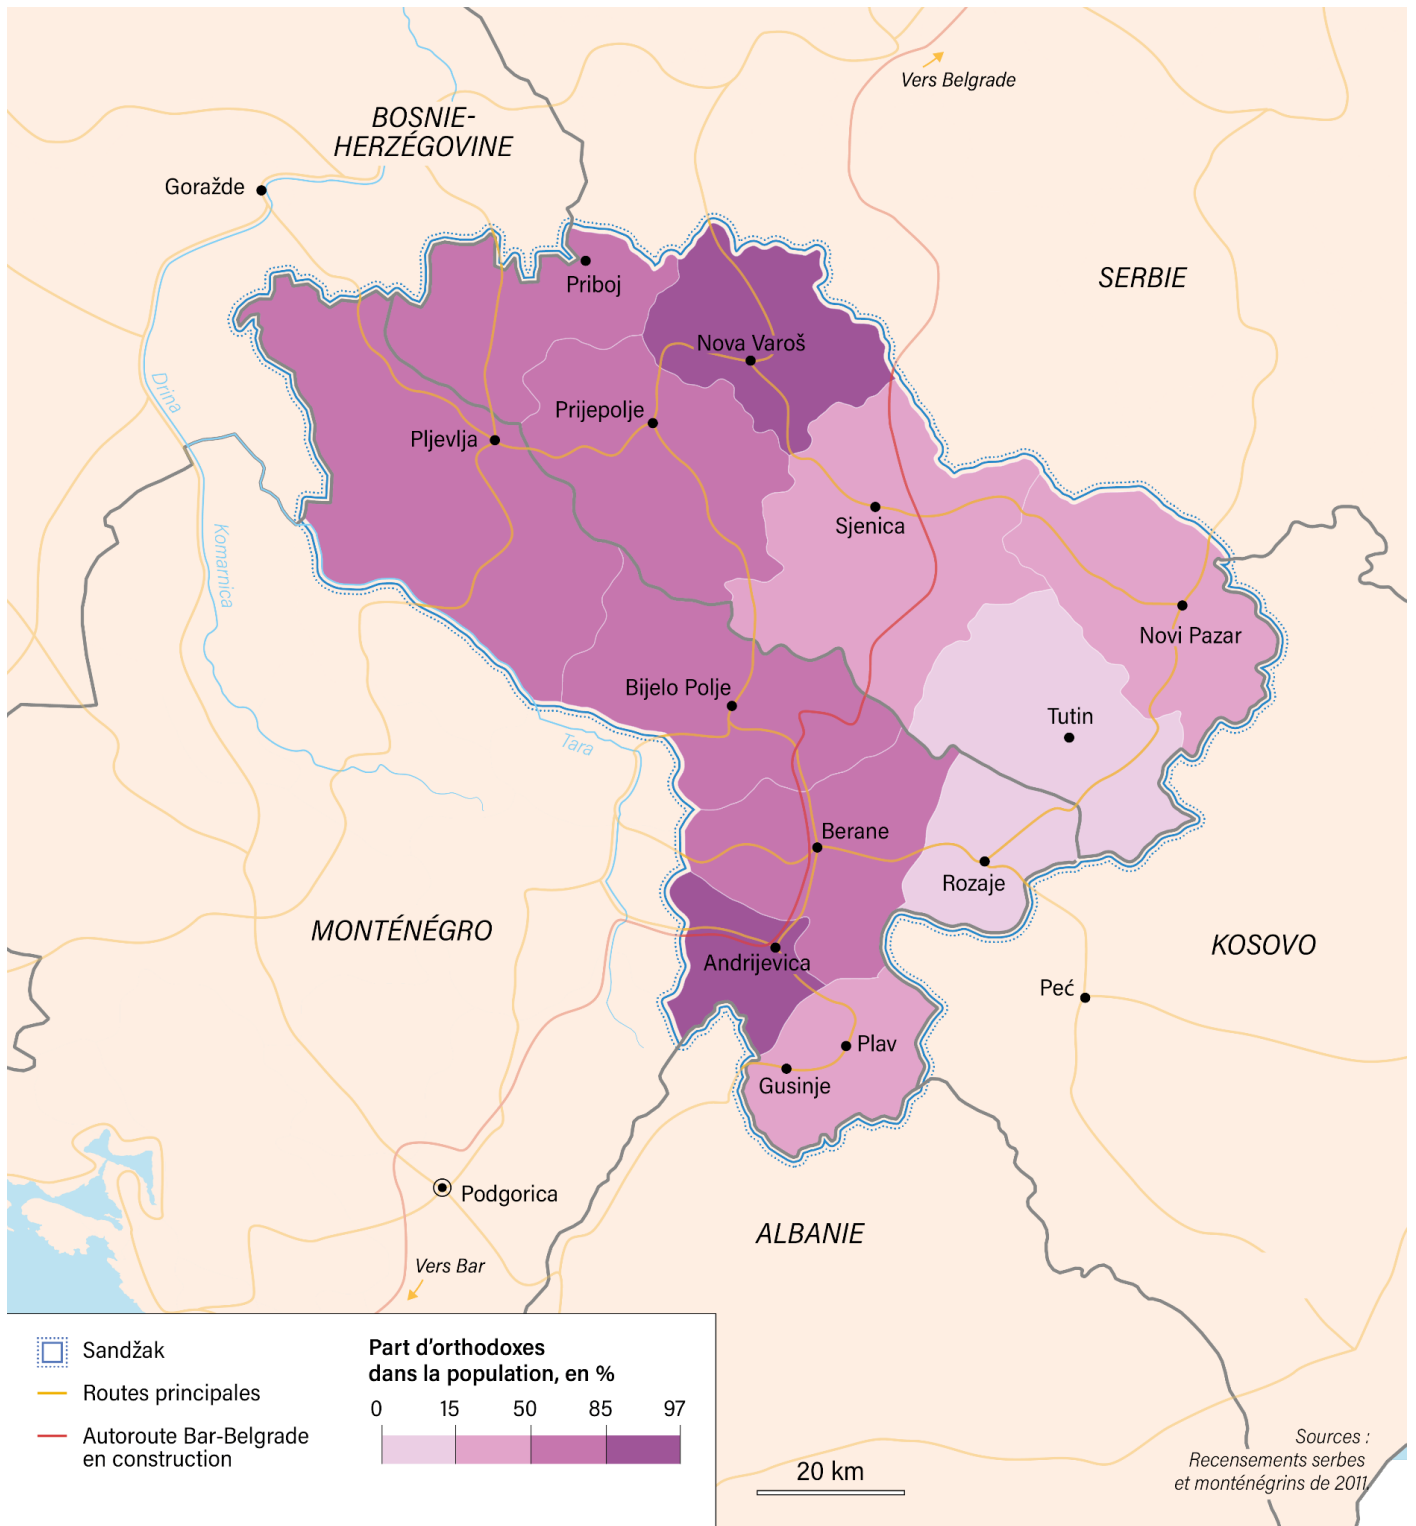 Vers Belgrade
BOSNIE-
HERZÉGOVINE
Goražde
SERBIE
Priboj
Nova Varoš
Drina
Prijepolje
Pljevlja
Sjenica
Komarnica
Novi Pazar
Bijelo Polje
Tutin
Tara
Berane
Rozaje
MONTÉNÉGRO
KOSOVO
Andrijevica
Peć
Plav
Gusinje
Podgorica
ALBANIE
Vers Bar
Sandžak
Routes principales
Autoroute Bar-Belgrade
en construction
Part d’orthodoxes
dans la population, en %
0 15 50 85 97
20 km
Sources :
Recensements serbes
et monténégrins de 2011.